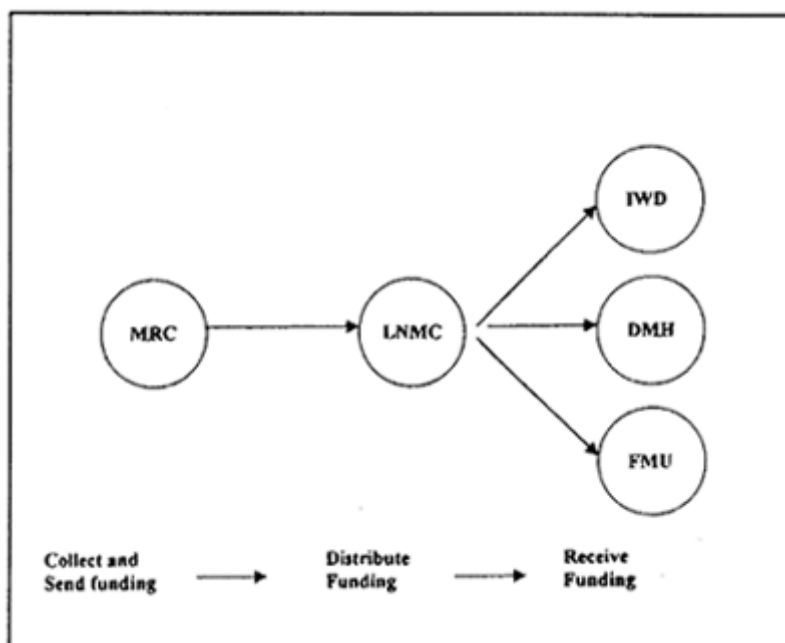 IWD
MRC
LNMC
DMH
FMU
Collect and
Send funding
Distribute
Funding
Receive
Funding